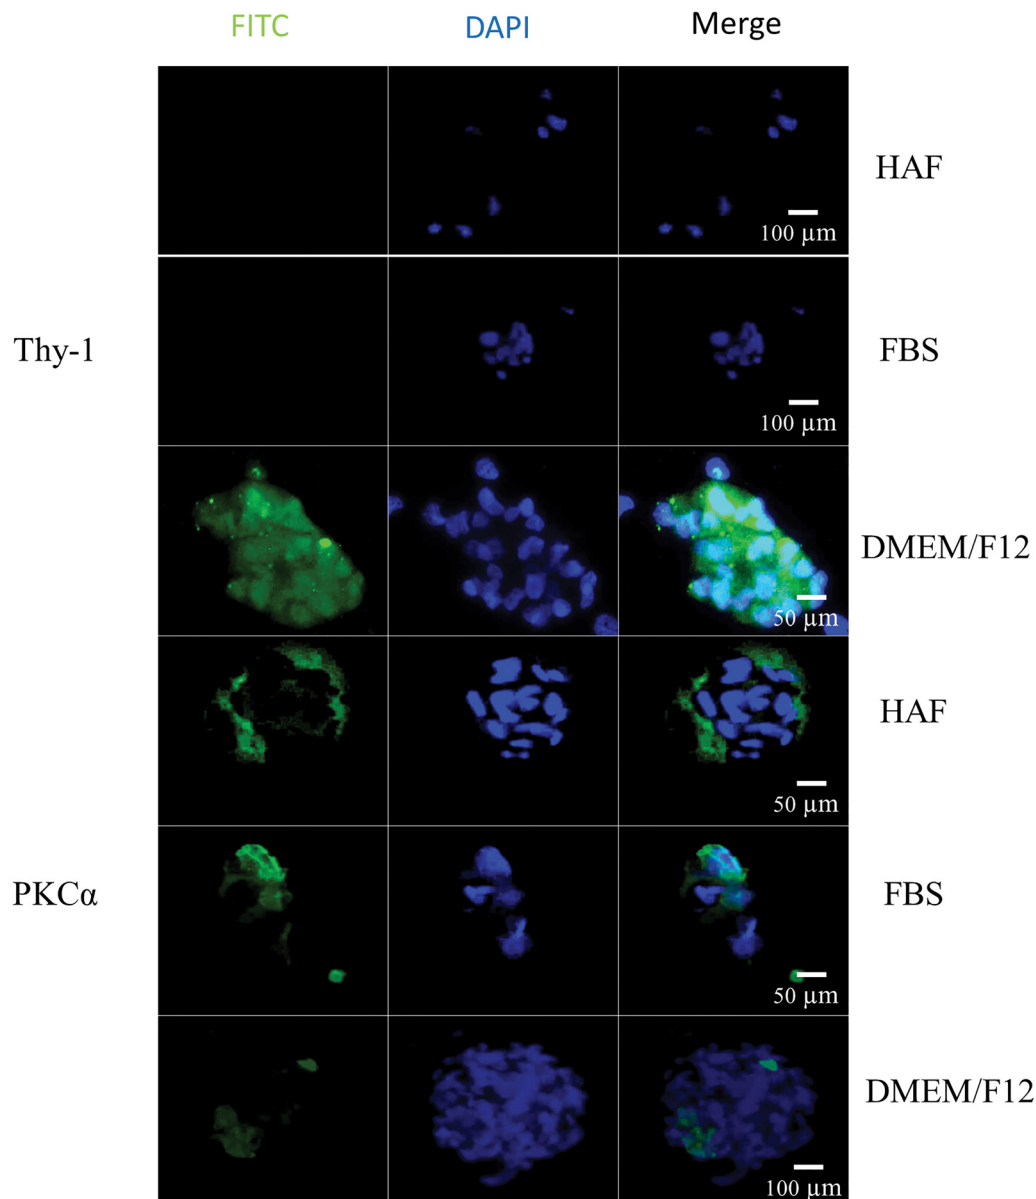 FITC DAPI Merge
HAF
100 µm
Thy-1
FBS
100 µm
DMEM/F12
50 µm
HAF
50 µm
PKCα
FBS
50 µm
DMEM/F12
100 µm